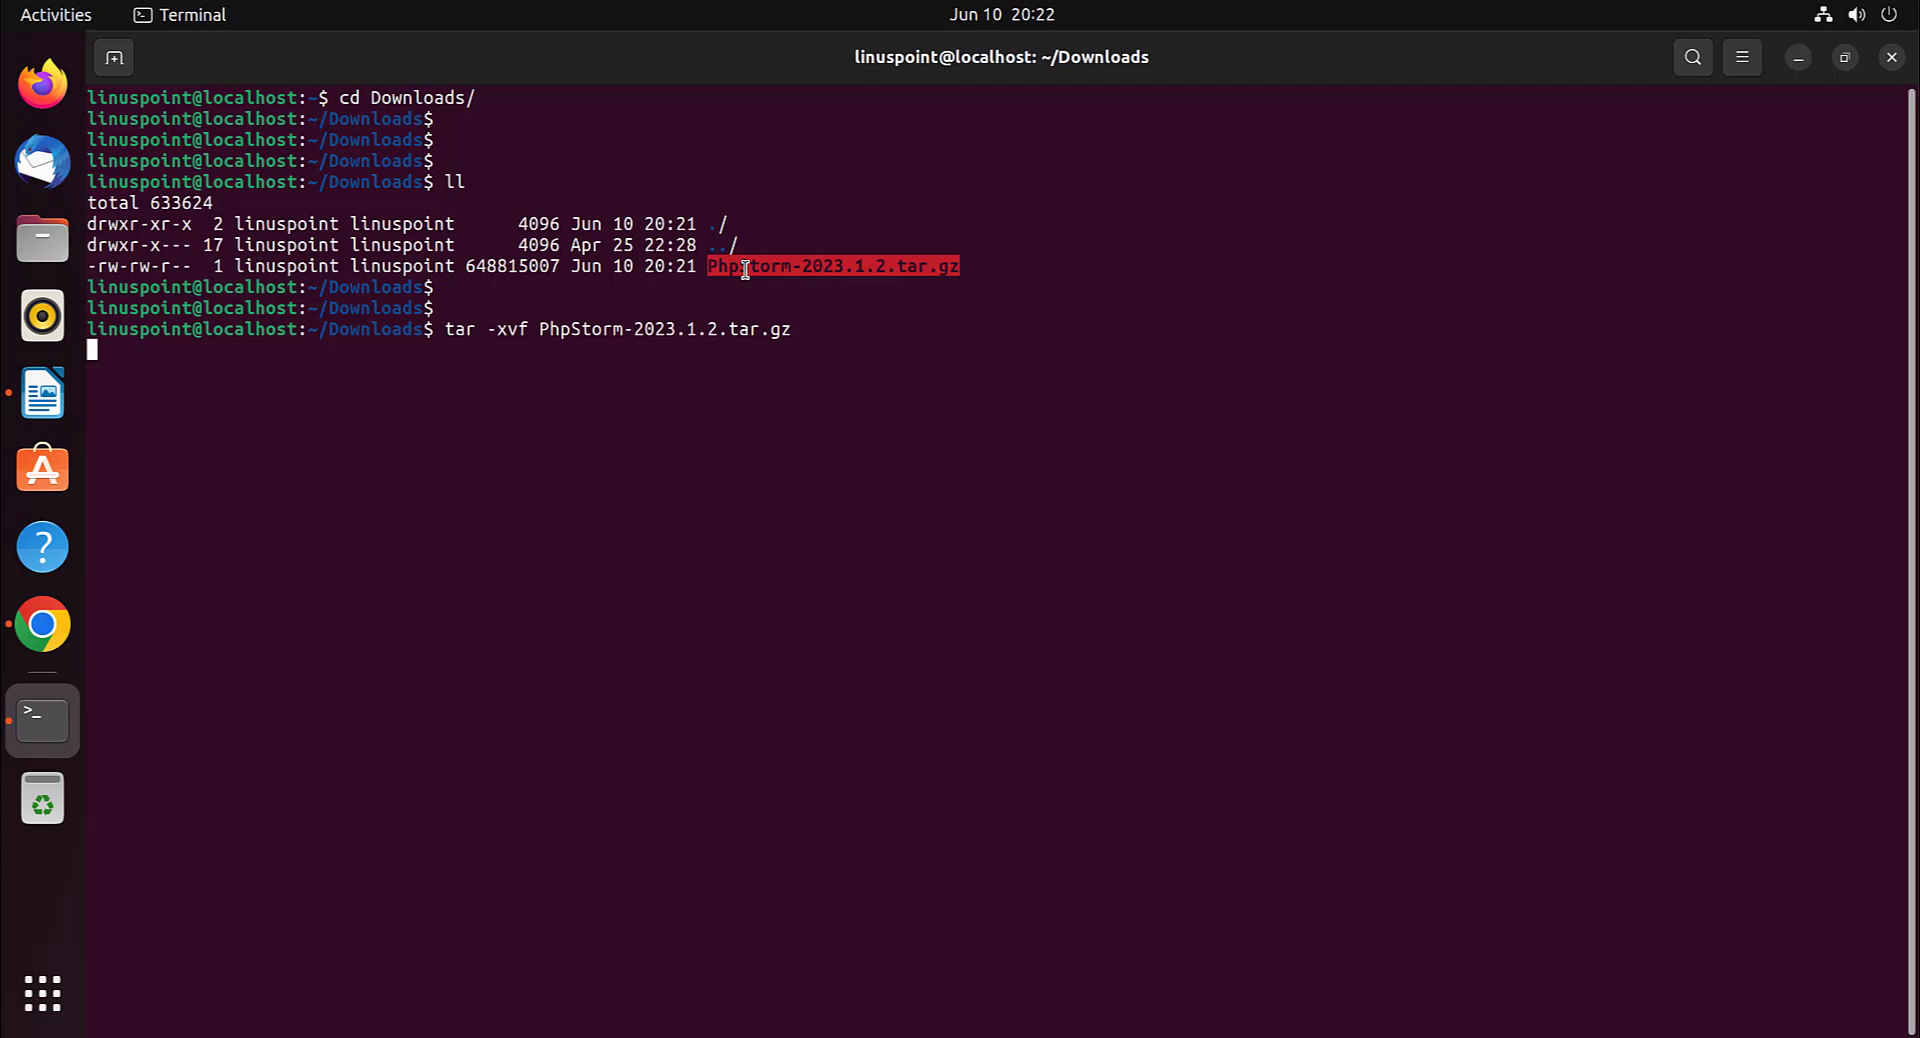 Activities Terminal Jun 10 20:22
linuspoint@localhost: ~/Downloads
linuspoint@localhost:~$ cd Downloads/
linuspoint@localhost:~/Downloads$
linuspoint@localhost:~/Downloads$
linuspoint@localhost:~/Downloads$
linuspoint@localhost:~/Downloads$ ll
total 633624
drwxr-xr-x  2 linuspoint linuspoint      4096 Jun 10 20:21 ./
drwxr-x--- 17 linuspoint linuspoint      4096 Apr 25 22:28 ../
-rw-rw-r--  1 linuspoint linuspoint 648815007 Jun 10 20:21 PhpStorm-2023.1.2.tar.gz
linuspoint@localhost:~/Downloads$
linuspoint@localhost:~/Downloads$
linuspoint@localhost:~/Downloads$ tar -xvf PhpStorm-2023.1.2.tar.gz